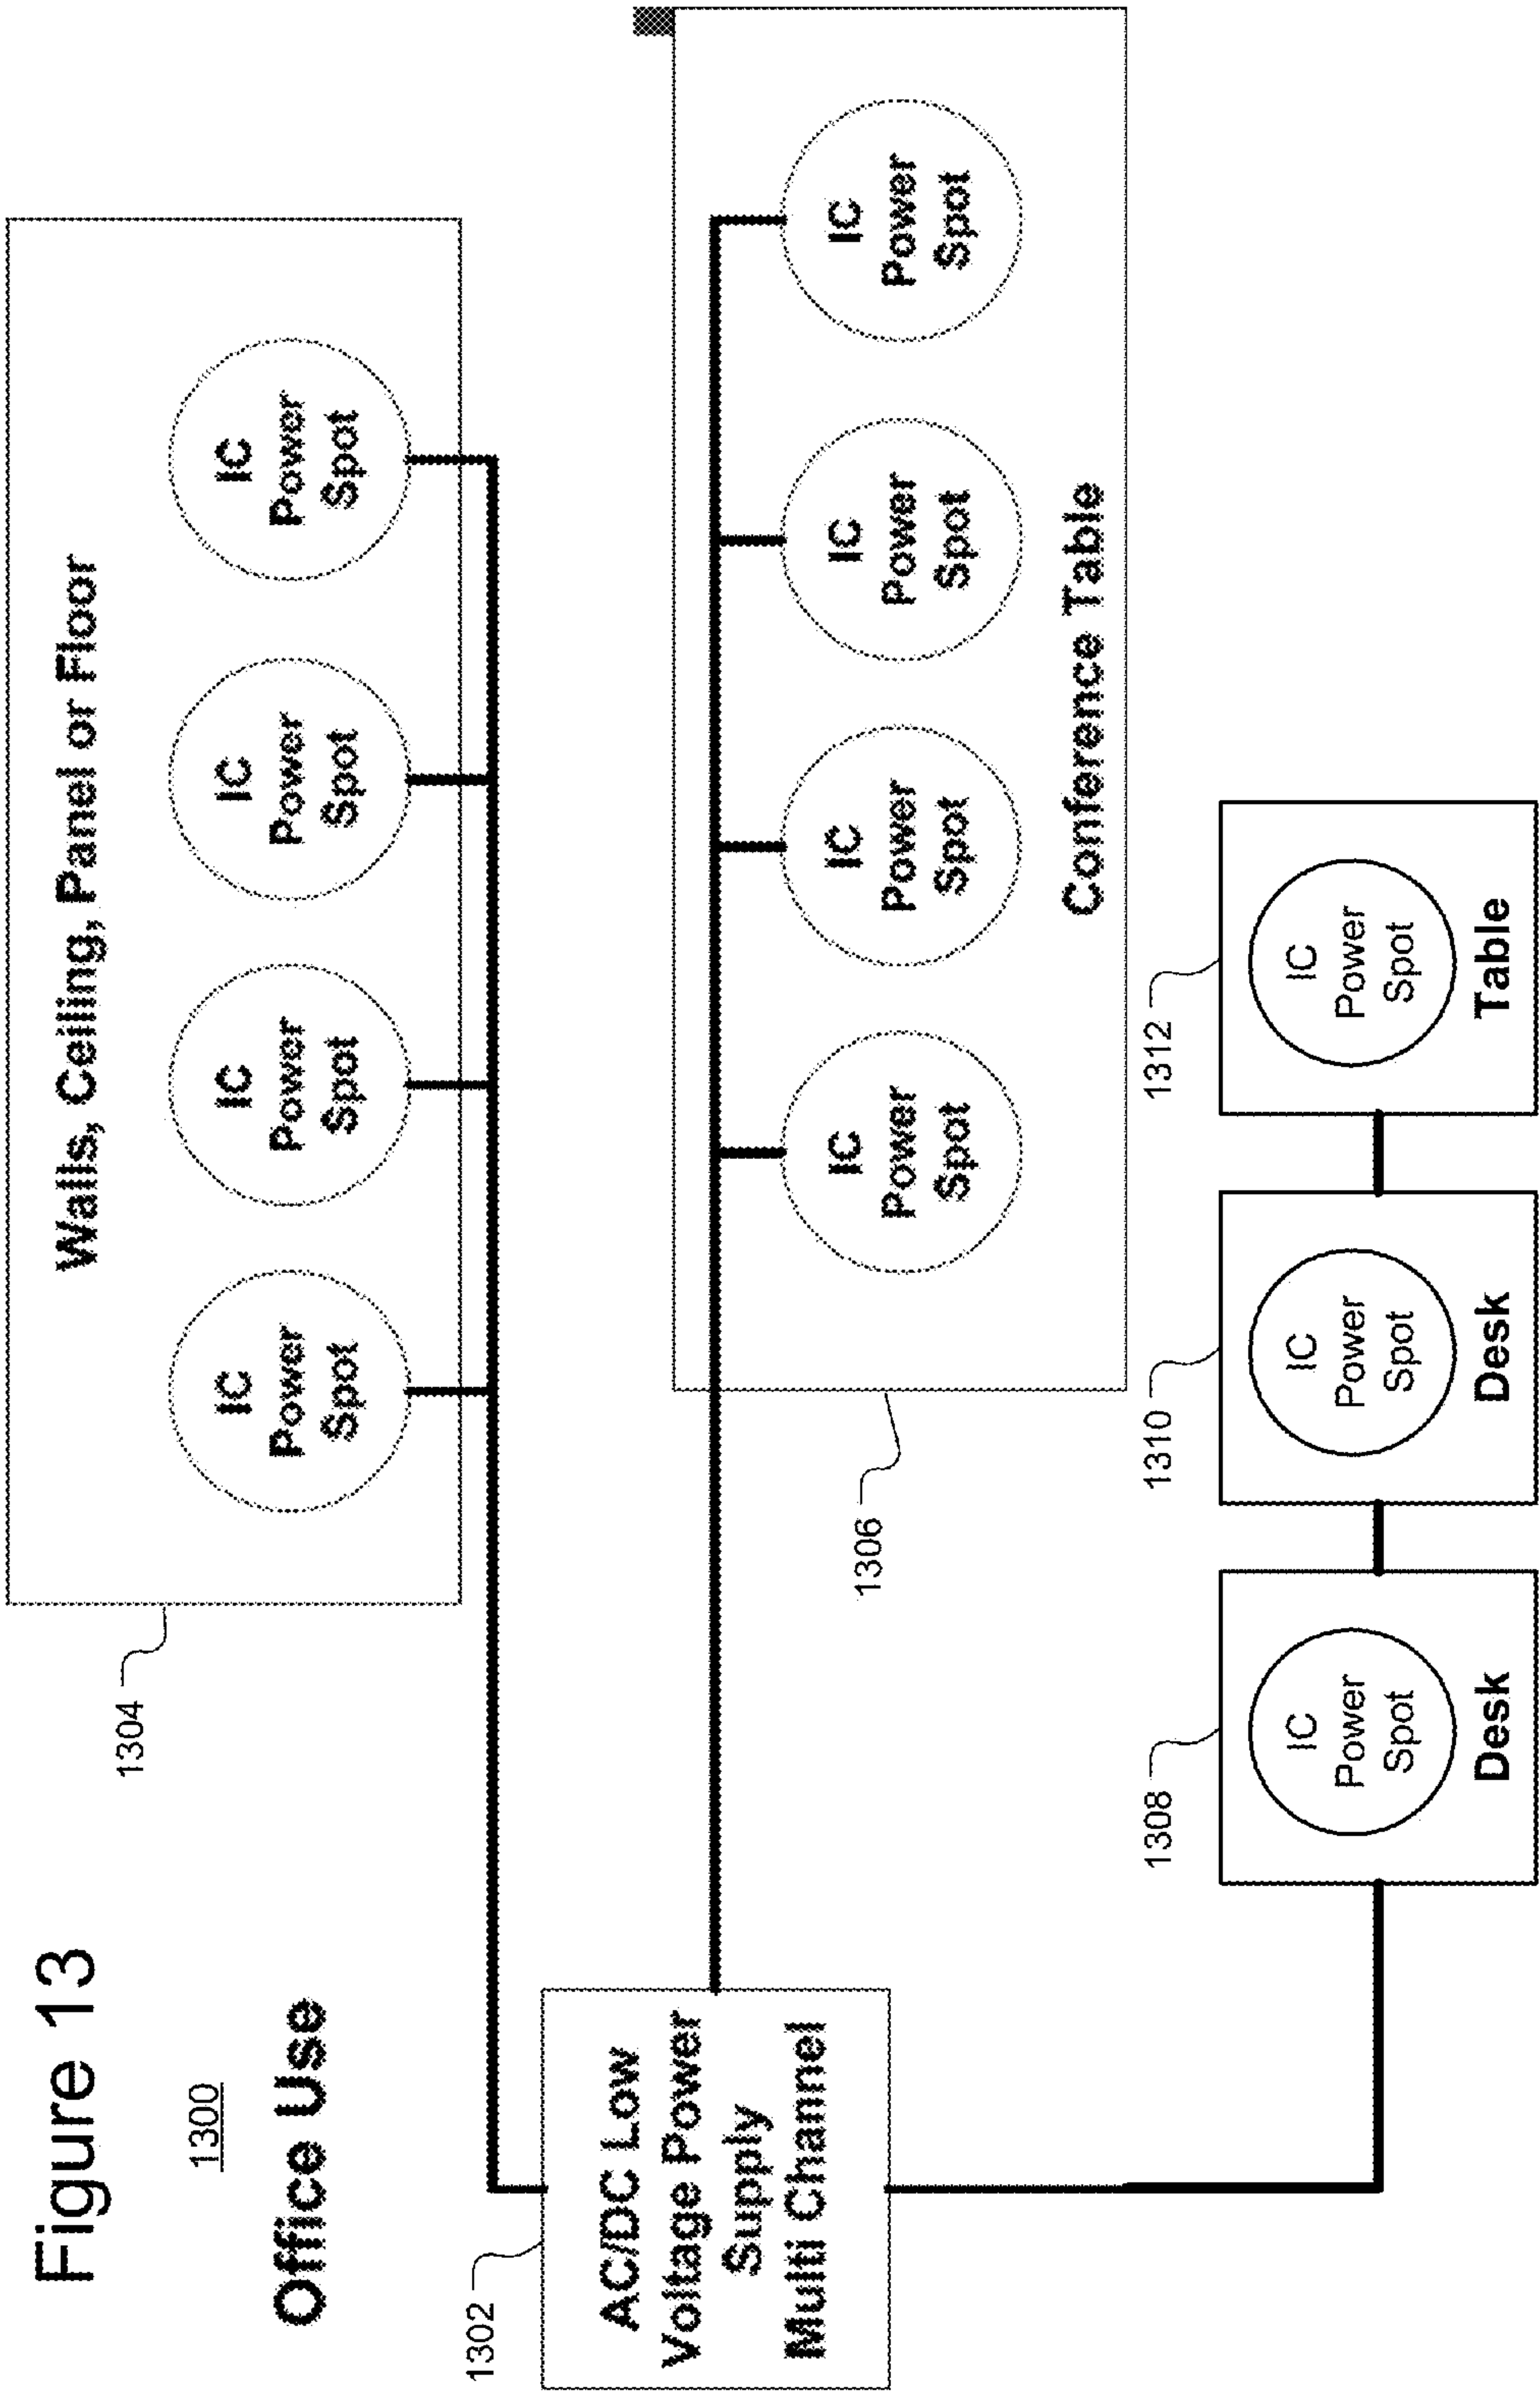 Figure 13
1300
Office Use
1304
Walls, Ceiling, Panel or Floor
IC
Power
Spot
IC
Power
Spot
IC
Power
Spot
IC
Power
Spot
1302
AC/DC Low
Voltage Power
Supply
Multi Channel
1306
IC
Power
Spot
IC
Power
Spot
IC
Power
Spot
IC
Power
Spot
Conference Table
1308
IC
Power
Spot
Desk
1310
IC
Power
Spot
Desk
1312
IC
Power
Spot
Table